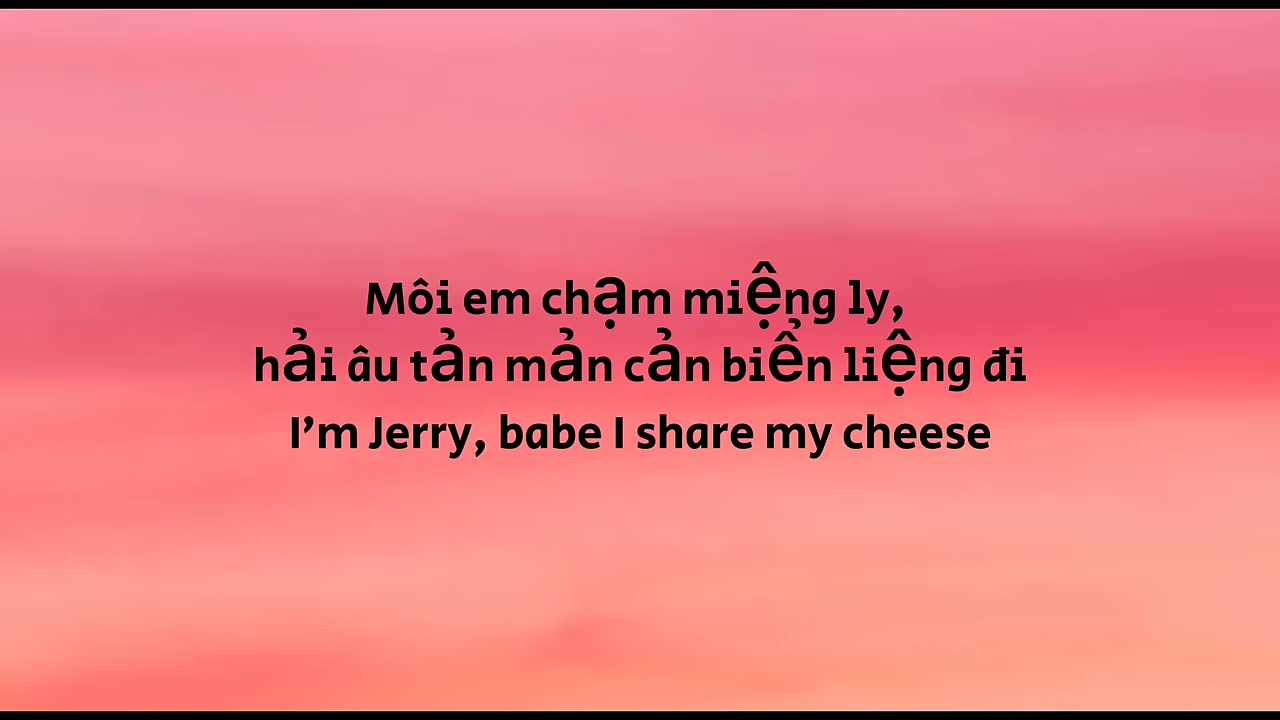 Môi em chạm miệng ly,
hải âu tản mản cản biển liệng đi
I’m Jerry, babe I share my cheese